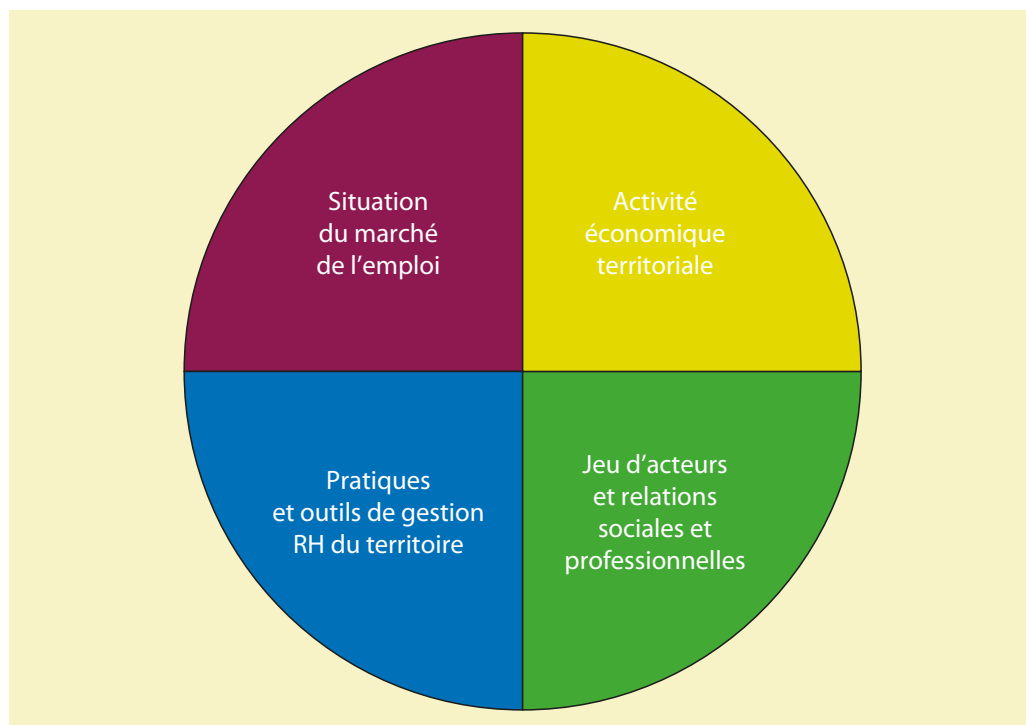 Situation
du marché
de l’emploi
Activité
économique
territoriale
Pratiques
et outils de gestion
RH du territoire
Jeu d’acteurs
et relations
sociales et
professionnelles